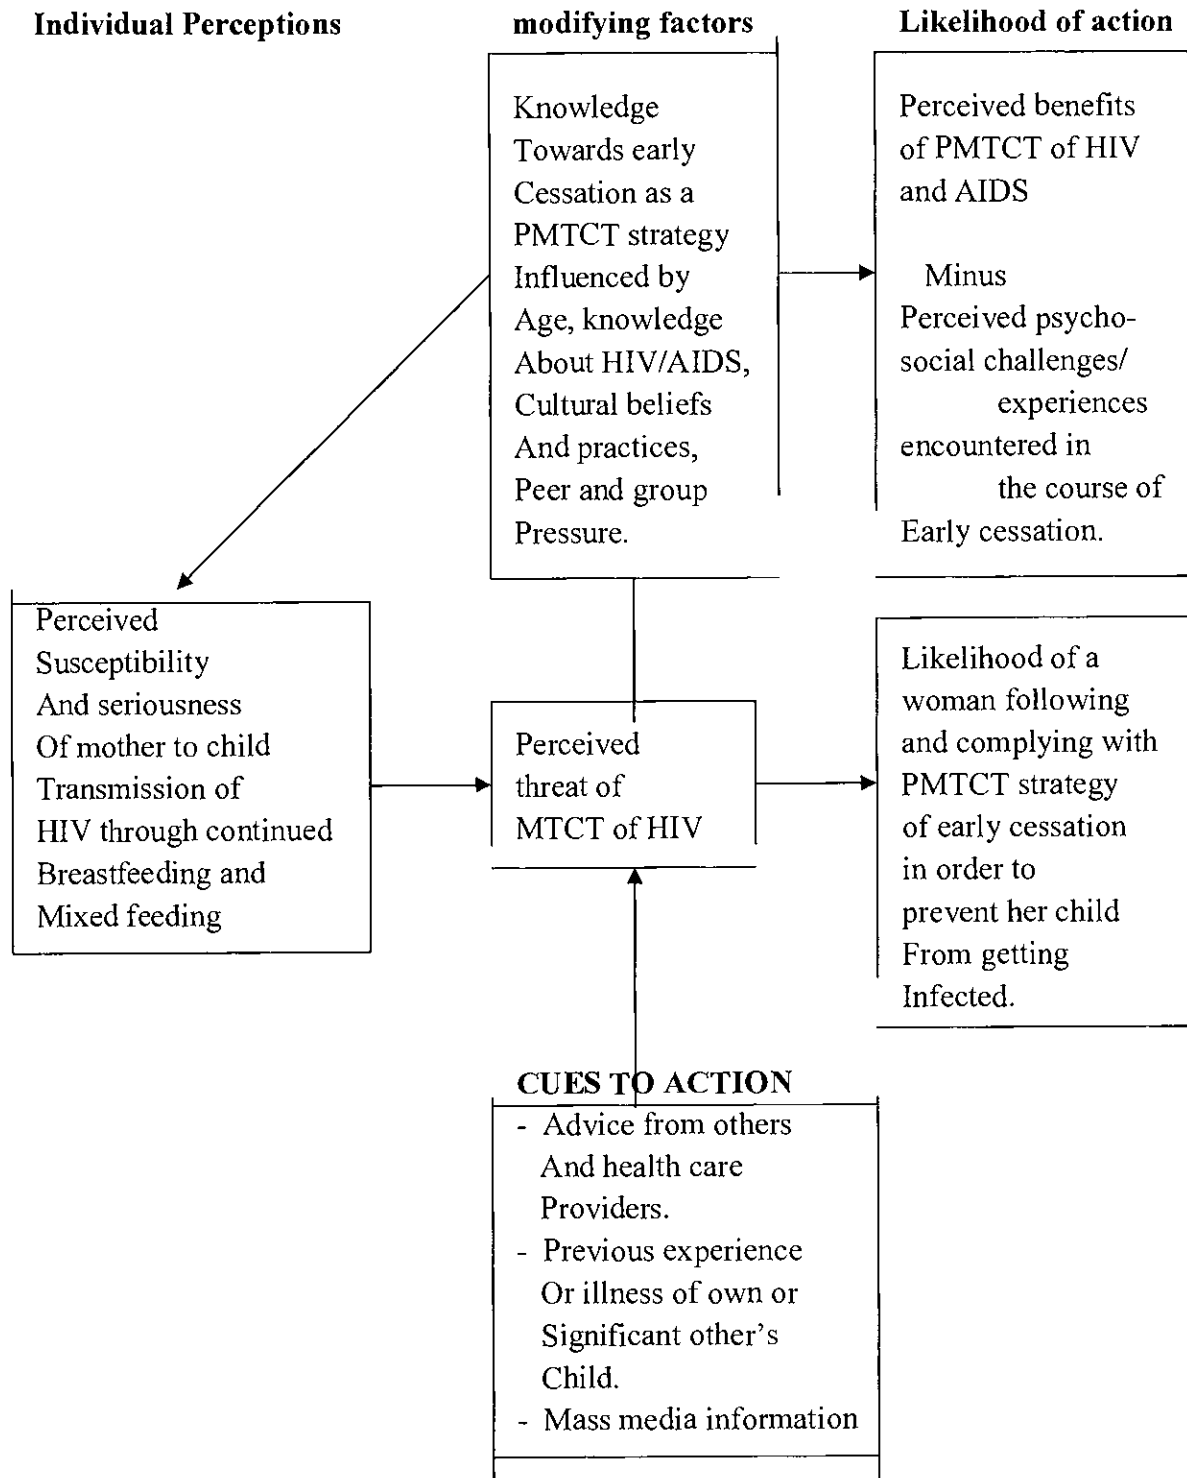 Individual Perceptions
modifying factors
Likelihood of action
Knowledge
Towards early
Cessation as a
PMTCT strategy
Influenced by
Age, knowledge
About HIV/AIDS,
Cultural beliefs
And practices,
Peer and group
Pressure.
Perceived benefits
of PMTCT of HIV
and AIDS
Minus
Perceived psycho-
social challenges/
experiences
encountered in
the course of
Early cessation.
Perceived
Susceptibility
And seriousness
Of mother to child
Transmission of
HIV through continued
Breastfeeding and
Mixed feeding
Perceived
threat of
MTCT of HIV
Likelihood of a
woman following
and complying with
PMTCT strategy
of early cessation
in order to
prevent her child
From getting
Infected.
CUES TO ACTION
- Advice from others
And health care
Providers.
- Previous experience
Or illness of own or
Significant other's
Child.
- Mass media information